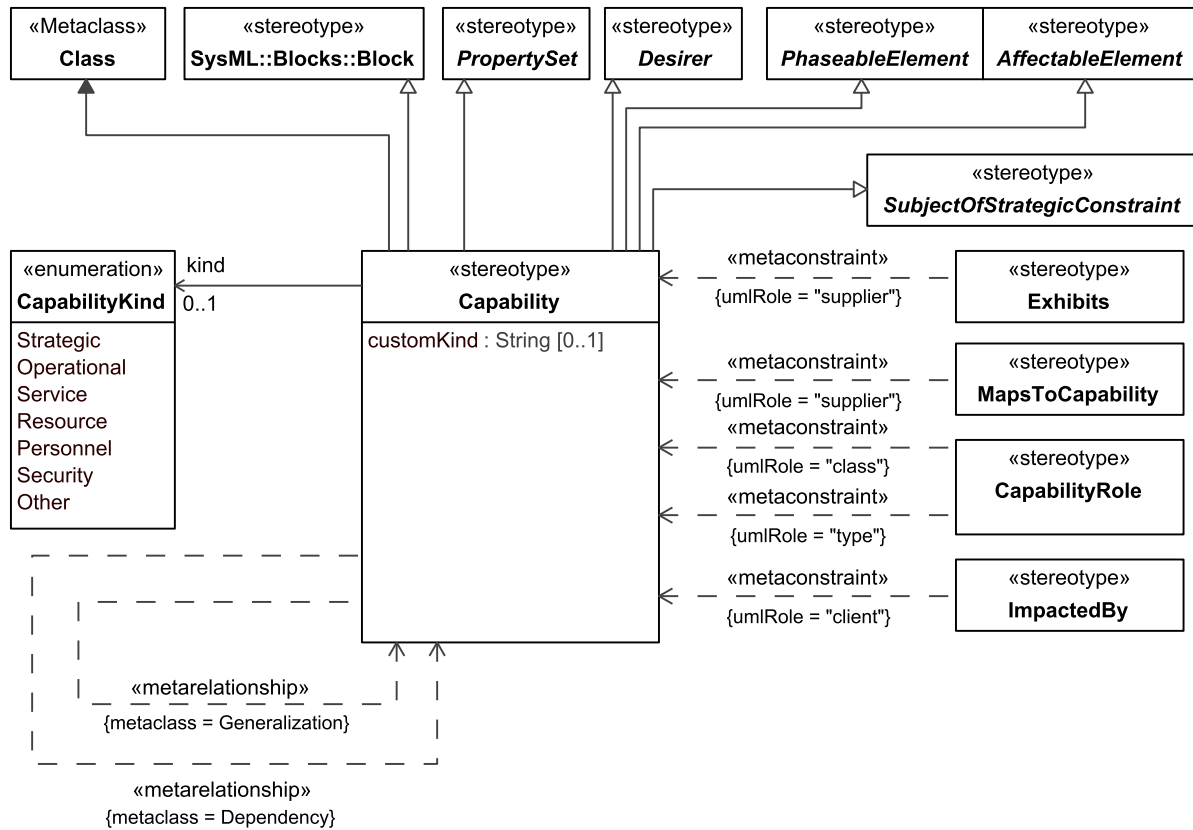 «Metaclass»
Class
«stereotype»
SysML::Blocks::Block
«stereotype»
PropertySet
«stereotype»
Desirer
«stereotype»
PhaseableElement
«stereotype»
AffectableElement
«stereotype»
SubjectOfStrategicConstraint
«enumeration»
CapabilityKind
Strategic
Operational
Service
Resource
Personnel
Security
Other
kind
0..1
«stereotype»
Capability
customKind : String [0..1]
«metaconstraint»
{umlRole = "supplier"}
«stereotype»
Exhibits
«metaconstraint»
{umlRole = "supplier"}
«stereotype»
MapsToCapability
«metaconstraint»
{umlRole = "class"}
«metaconstraint»
{umlRole = "type"}
«stereotype»
CapabilityRole
«metaconstraint»
{umlRole = "client"}
«stereotype»
ImpactedBy
«metarelationship»
{metaclass = Generalization}
«metarelationship»
{metaclass = Dependency}